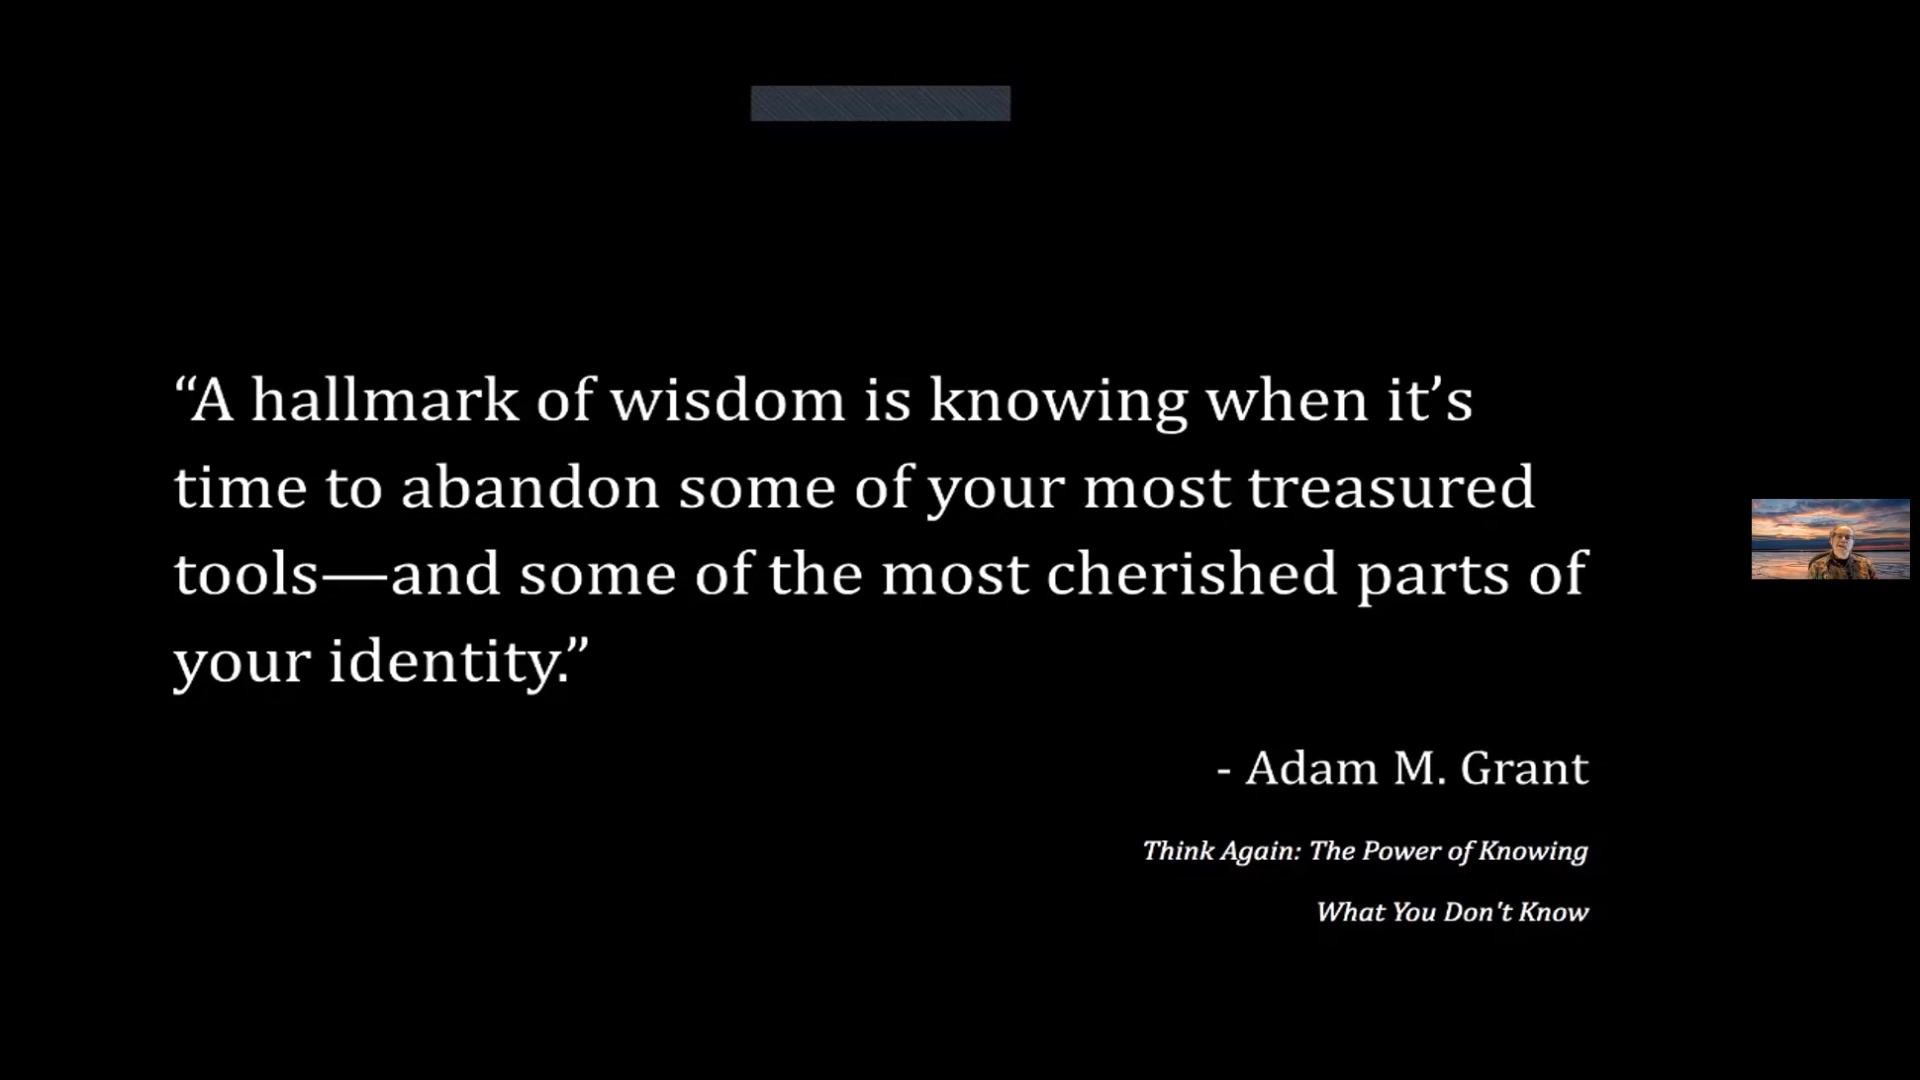 “A hallmark of wisdom is knowing when it’s
time to abandon some of your most treasured
tools—and some of the most cherished parts of
your identity.”
- Adam M. Grant
Think Again: The Power of Knowing
What You Don't Know